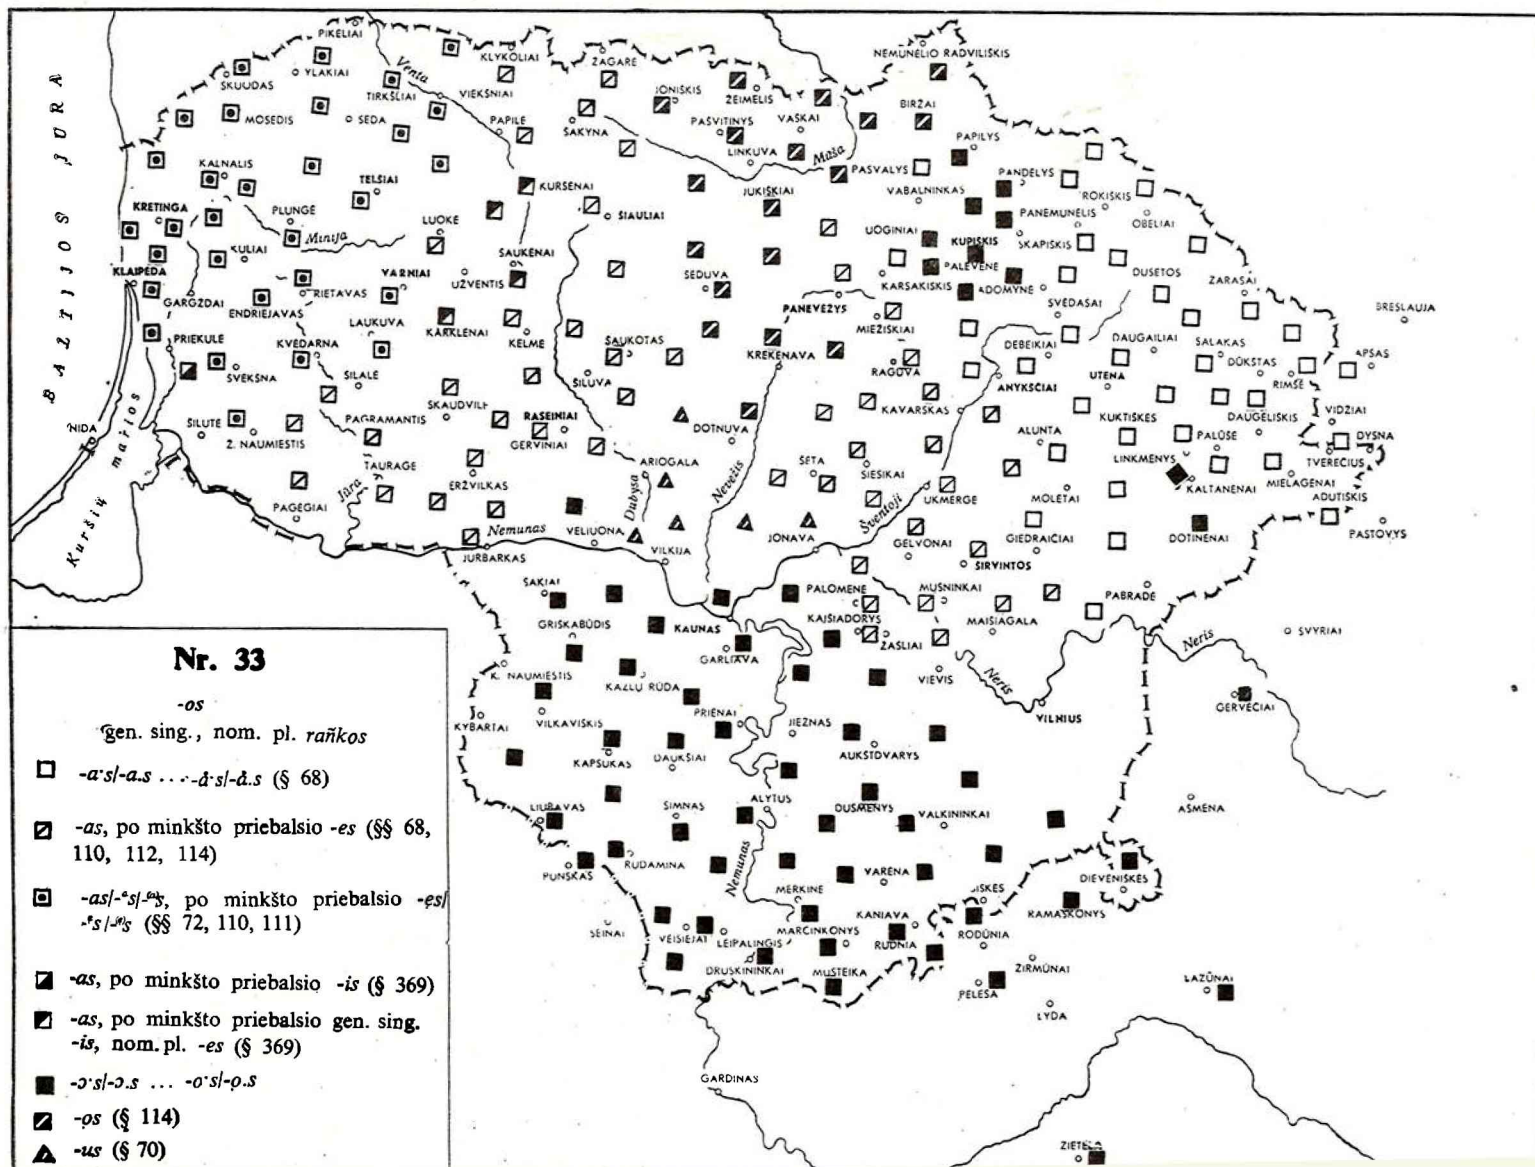 PIKELIAI
KLYKOLIAI
NEMUNĖLIO RADVILIŠKIS
ŽAGARĖ
YLAKIAI
SKUODAS
Venta
TIRKŠLIAI
VIEKŠNIAI
JONIŠKIS
ŽEIMELIS
BIRŽAI
MOSĖDIS
SEDA
PAPILĖ
ŠAKYNA
PAŠVITINYS
VAŠKAI
PAPILYS
LINKUVA
Mūša
PASVALYS
PANDĖLYS
KALNALIS
TELŠIAI
KURŠĖNAI
JUKIŠKIAI
VABALNINKAS
ROKIŠKIS
KRETINGA
PLUNGĖ
LUOKĖ
ŠIAULIAI
PANEMUNĖLIS
OBELIAI
Minija
UOGINIAI
KUPIŠKIS
SKAPIŠKIS
KULIAI
ŠAUKĖNAI
KLAIPĖDA
VARNIAI
UŽVENTIS
ŠEDUVA
PALĖVENĖ
DUSETOS
ZARASAI
GARGŽDAI
RIETAVAS
KARSAKIŠKIS
ADOMYNĖ
ENDRIEJAVAS
PANEVĖŽYS
SVĖDASAI
BRESLAUJA
LAUKUVA
KARKLĖNAI
MIEŽIŠKIAI
PRIEKULĖ
KVĖDARNA
KELMĖ
ŠAUKOTAS
KREKENAVA
DEBEIKIAI
DAUGAILIAI
SALAKAS
APSAS
ŠVĖKŠNA
ŠILALĖ
ŠILUVA
RAGUVA
ANYKŠČIAI
UTENA
DŪKŠTAS
RIMŠĖ
BALTIJOS JŪRA
NIDA
Kuršių marios
ŠILUTĖ
Ž. NAUMIESTIS
PAGRAMANTIS
SKAUDVILĖ
RASEINIAI
GĖRVINIAI
DOTNUVA
KAVARSKAS
KUKTIŠKĖS
DAUGĖLIŠKIS
VIDŽIAI
ALUNTA
PALŪŠĖ
DYSNA
TAURAGĖ
ERŽVILKAS
ARIOGALA
ŠĖTA
SIESIKAI
LINKMENYS
TVEREČIUS
KALTANĖNAI
MIELAGĖNAI
Jūra
Dubysa
Nevėžis
UKMERGĖ
MOLĖTAI
ADUTIŠKIS
PAGĖGIAI
Nemunas
VELIUONA
JONAVA
Šventoji
GELVONAI
GIEDRAIČIAI
DOTINĖNAI
PASTOVYS
JURBARKAS
VILKIJA
ŠIRVINTOS
ŠAKIAI
PALOMENĖ
MUSNINKAI
PABRADĖ
GRIŠKABŪDIS
KAUNAS
KAIŠIADORYS
MAIŠIAGALA
ŽASLIAI
Neris
SVYRIAI
GARLIAVA
K. NAUMIESTIS
KAZLŲ RŪDA
VIEVIS
Neris
GERVĖČIAI
KYBARTAI
VILKAVIŠKIS
PRIENAI
JIEZNAS
VILNIUS
AUKŠTDVARYS
KAPSUKAS
DAUKŠIAI
LIUBAVAS
SIMNAS
ALYTUS
DUSMENYS
VALKININKAI
AŠMENA
PUNSKAS
RUDAMINA
Nemunas
VARĖNA
DIEVENIŠKĖS
MERKINĖ
IŠKĖS
RAMAŠKONYS
SEINAI
VEISIEJAI
LEIPALINGIS
MARCINKONYS
KANIAVA
RUDNIA
RODŪNIA
DRUSKININKAI
MUSTEIKA
ŽIRMŪNAI
PELESA
LAZŪNAI
LYDA
GARDINAS
ZIETELA
Nr. 33
-os
gen. sing., nom. pl. rañkos
-a·s/-a.s ... -å·s/-å.s (§ 68)
-as, po minkšto priebalsio -es (§§ 68,
110, 112, 114)
-as/-ᵃs/-⁽ᵃ⁾s, po minkšto priebalsio -ẹs/
-ᵉs/-⁽ᵉ⁾s (§§ 72, 110, 111)
-as, po minkšto priebalsio -is (§ 369)
-as, po minkšto priebalsio gen. sing.
-is, nom. pl. -es (§ 369)
-ɔ·s/-ɔ.s ... -o·s/-ọ.s
-ọs (§ 114)
-us (§ 70)